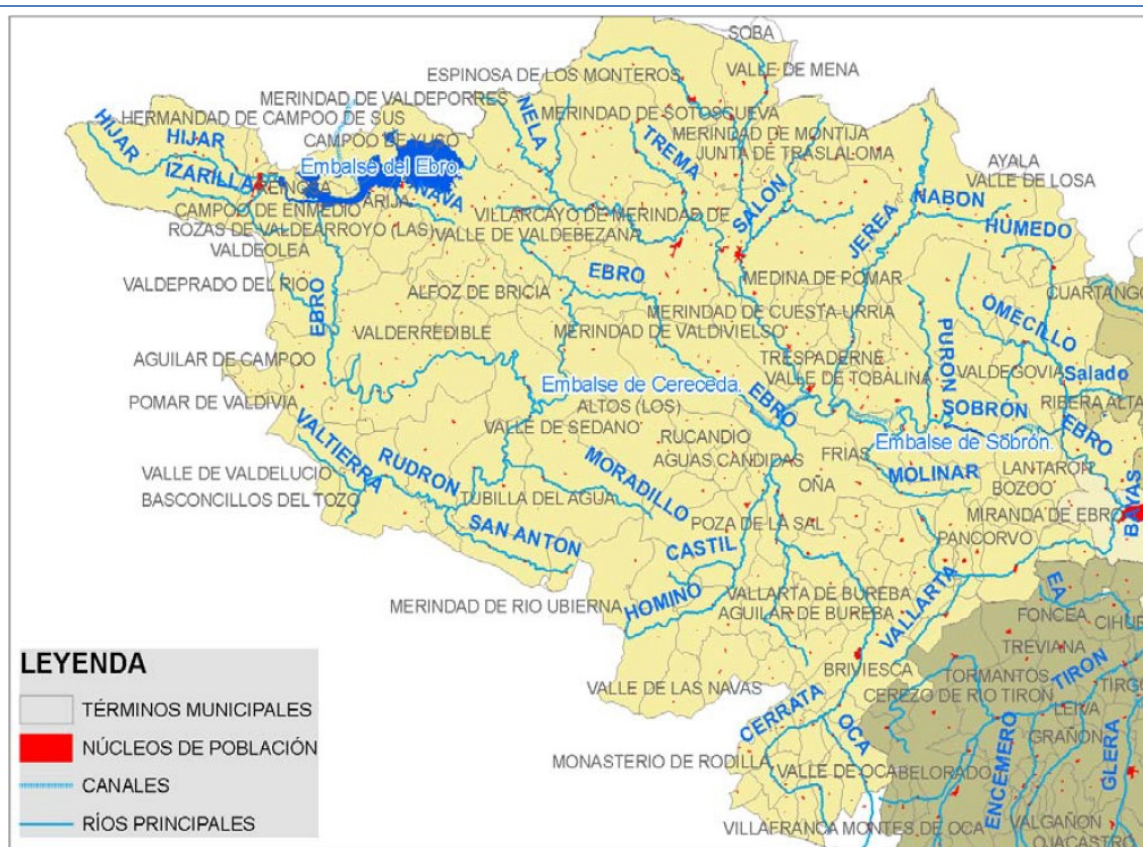 SOBA
ESPINOSA DE LOS MONTEROS
VALLE DE MENA
MERINDAD DE VALDEPORRES
NELA
MERINDAD DE SOTOSCUEVA
HERMANDAD DE CAMPOO DE SUS
HIJAR
HIJAR
CAMPOO DE YUSO
TREMA
MERINDAD DE MONTIJA
JUNTA DE TRASLALOMA
AYALA
Embalse del Ebro.
VALLE DE LOSA
IZARILLA
REINOSA
NAVA
ARIJA
SALON
NABON
CAMPOO DE ENMEDIO
VILLARCAYO DE MERINDAD DE
JEREA
HUMEDO
ROZAS DE VALDEARROYO (LAS)
VALLE DE VALDEBEZANA
VALDEOLEA
EBRO
MEDINA DE POMAR
CUARTANGO
VALDEPRADO DEL RIO
EBRO
ALFOZ DE BRICIA
MERINDAD DE CUESTA-URRIA
OMECILLO
VALDERREDIBLE
MERINDAD DE VALDIVIELSO
PURON
AGUILAR DE CAMPOO
TRESPADERNE
VALDEGOVIA
Salado
Embalse de Cereceda.
EBRO
VALLE DE TOBALINA
POMAR DE VALDIVIA
ALTOS (LOS)
SOBRÓN
RIBERA ALTA
VALLE DE SEDANO
EBRO
VALTIERRA
RUDRON
RUCANDIO
Embalse de Sobrón.
FRIAS
VALLE DE VALDELUCIO
MORADILLO
AGUAS CANDIDAS
MOLINAR
LANTARON
BASCONCILLOS DEL TOZO
TUBILLA DEL AGUA
OÑA
BOZOO
SAN ANTON
POZA DE LA SAL
MIRANDA DE EBRO
BAYAS
CASTIL
PANCORVO
HOMINO
VALLARTA DE BUREBA
EA
MERINDAD DE RIO UBIERNA
AGUILAR DE BUREBA
VALLARTA
FONCEA
CIHUR
TREVIANA
LEYENDA
BRIVIESCA
TORMANTOS
TIRON
VALLE DE LAS NAVAS
CEREZO DE RIO TIRON
TIRG
TÉRMINOS MUNICIPALES
CERRATA
OCA
LEIVA
NÚCLEOS DE POBLACIÓN
ENCEMERO
GRAÑON
GLERA
MONASTERIO DE RODILLA
VALLE DE OCA
BELORADO
CANALES
RÍOS PRINCIPALES
VILLAFRANCA MONTES DE OCA
VALGAÑON
OJACASTRO